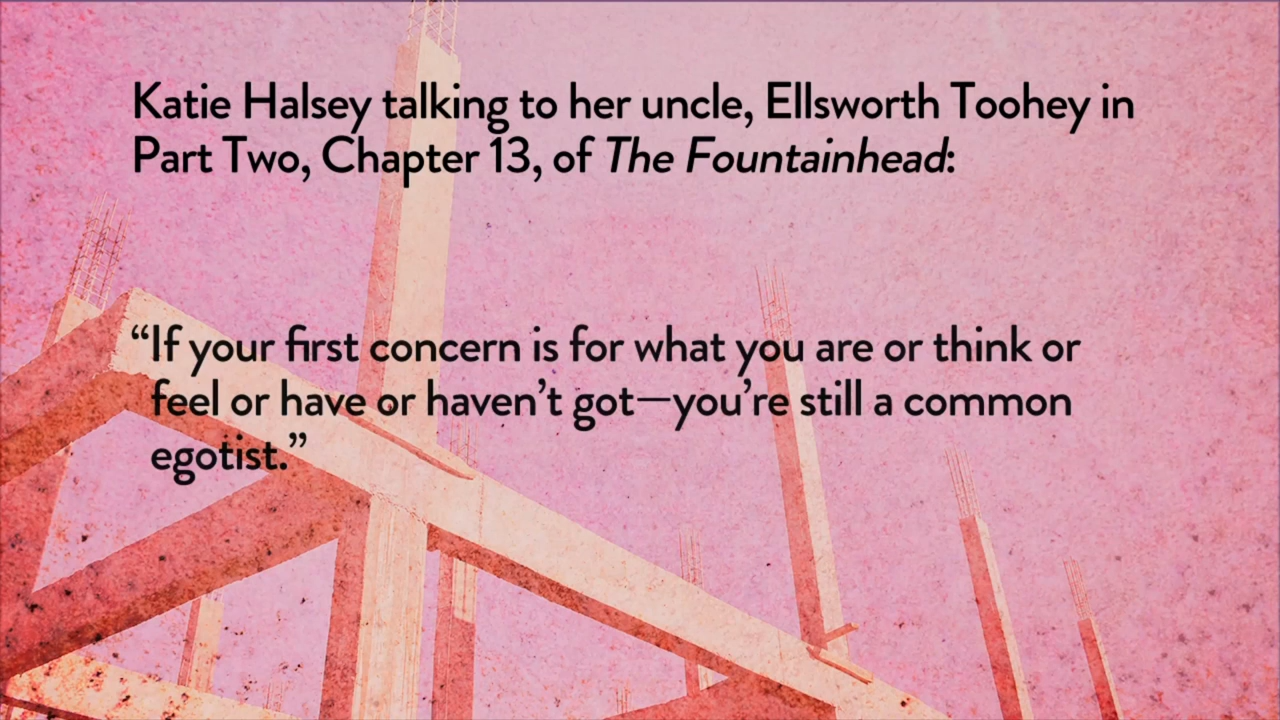 Katie Halsey talking to her uncle, Ellsworth Toohey in
Part Two, Chapter 13, of The Fountainhead:
“If your first concern is for what you are or think or
feel or have or haven’t got—you’re still a common
egotist.”